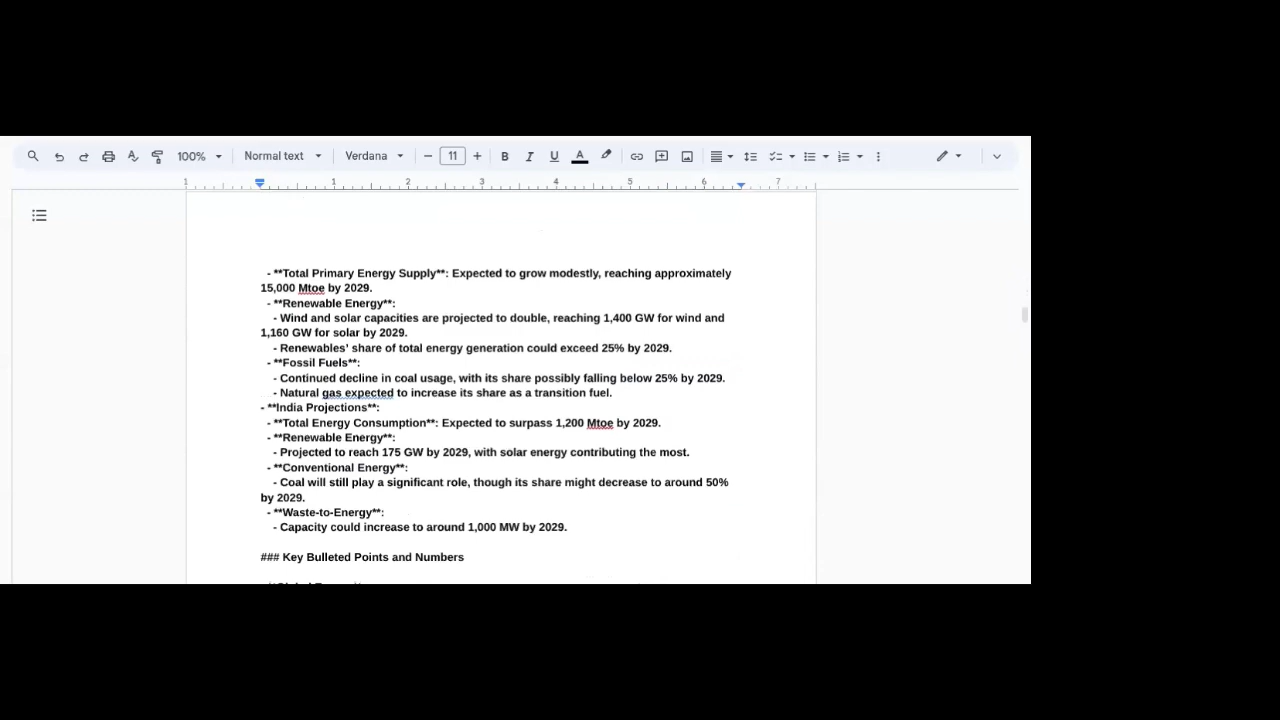 100% Normal text Verdana 11
1 1 2 3 4 5 6 7
- **Total Primary Energy Supply**: Expected to grow modestly, reaching approximately
15,000 Mtoe by 2029.
- **Renewable Energy**:
- Wind and solar capacities are projected to double, reaching 1,400 GW for wind and
1,160 GW for solar by 2029.
- Renewables’ share of total energy generation could exceed 25% by 2029.
- **Fossil Fuels**:
- Continued decline in coal usage, with its share possibly falling below 25% by 2029.
- Natural gas expected to increase its share as a transition fuel.
- **India Projections**:
- **Total Energy Consumption**: Expected to surpass 1,200 Mtoe by 2029.
- **Renewable Energy**:
- Projected to reach 175 GW by 2029, with solar energy contributing the most.
- **Conventional Energy**:
- Coal will still play a significant role, though its share might decrease to around 50%
by 2029.
- **Waste-to-Energy**:
- Capacity could increase to around 1,000 MW by 2029.
### Key Bulleted Points and Numbers